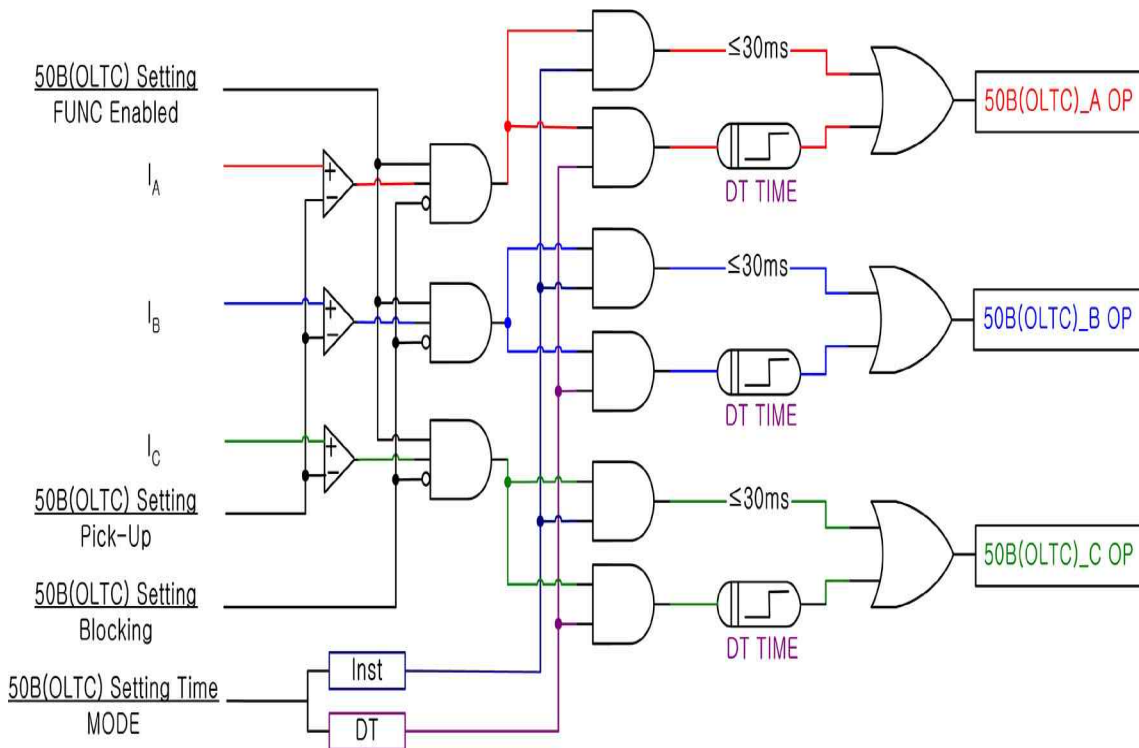 50B(OLTC) Setting
FUNC Enabled
I_A
I_B
I_C
50B(OLTC) Setting
Pick-Up
50B(OLTC) Setting
Blocking
50B(OLTC) Setting Time
MODE
Inst
DT
+
−
+
−
+
−
≤30ms
DT TIME
50B(OLTC)_A OP
≤30ms
DT TIME
50B(OLTC)_B OP
≤30ms
DT TIME
50B(OLTC)_C OP